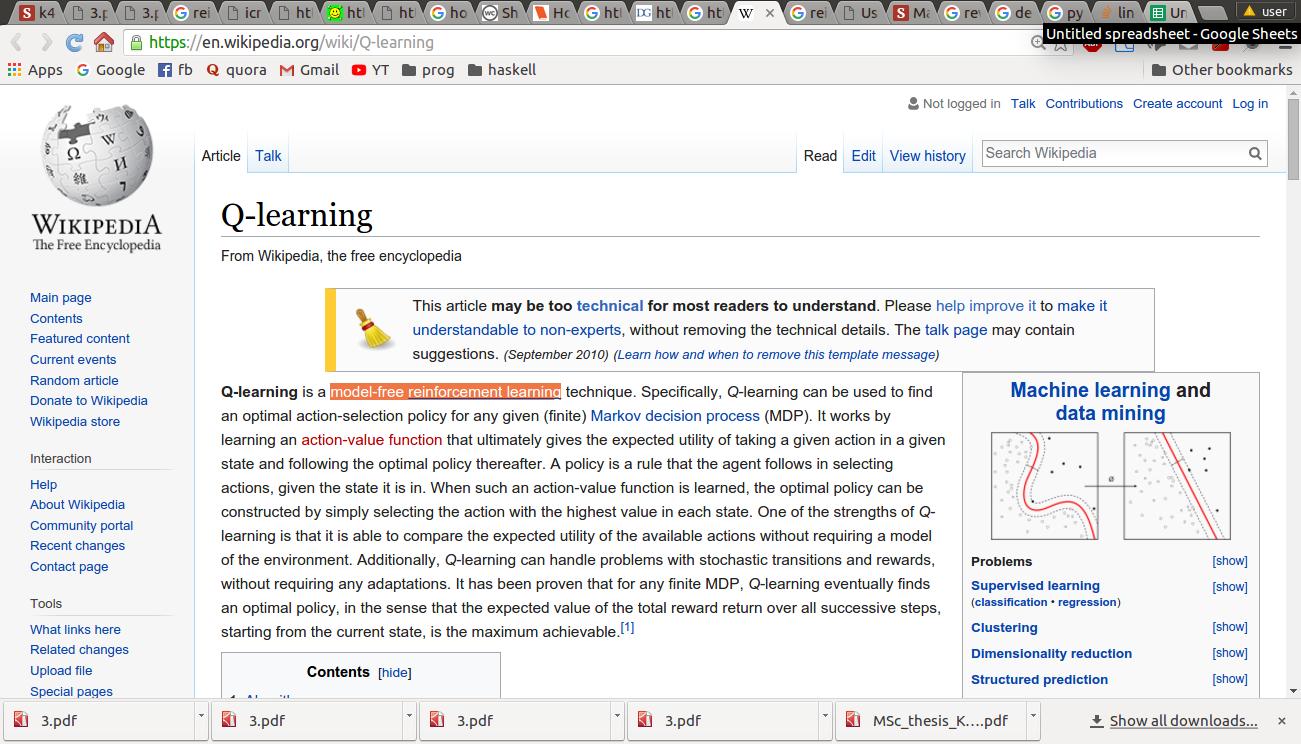 k4
3.p
3.p
rei
icr
ht
ht
ht
ho
Sh
Ho
ht
ht
ht
rei
Us
Ma
rev
de
py
lin
Un
user
https://en.wikipedia.org/wiki/Q-learning
Untitled spreadsheet - Google Sheets
Apps Google fb quora Gmail YT prog haskell Other bookmarks
Not logged in Talk Contributions Create account Log in
Article Talk Read Edit View history Search Wikipedia
WIKIPEDIA
The Free Encyclopedia
Main page
Contents
Featured content
Current events
Random article
Donate to Wikipedia
Wikipedia store
Interaction
Help
About Wikipedia
Community portal
Recent changes
Contact page
Tools
What links here
Related changes
Upload file
Special pages
Q-learning
From Wikipedia, the free encyclopedia
This article may be too technical for most readers to understand. Please help improve it to make it
understandable to non-experts, without removing the technical details. The talk page may contain
suggestions. (September 2010) (Learn how and when to remove this template message)
Q-learning is a model-free reinforcement learning technique. Specifically, Q-learning can be used to find
an optimal action-selection policy for any given (finite) Markov decision process (MDP). It works by
learning an action-value function that ultimately gives the expected utility of taking a given action in a given
state and following the optimal policy thereafter. A policy is a rule that the agent follows in selecting
actions, given the state it is in. When such an action-value function is learned, the optimal policy can be
constructed by simply selecting the action with the highest value in each state. One of the strengths of Q-
learning is that it is able to compare the expected utility of the available actions without requiring a model
of the environment. Additionally, Q-learning can handle problems with stochastic transitions and rewards,
without requiring any adaptations. It has been proven that for any finite MDP, Q-learning eventually finds
an optimal policy, in the sense that the expected value of the total reward return over all successive steps,
starting from the current state, is the maximum achievable.[1]
Contents [hide]
Machine learning and
data mining
ø
Problems [show]
Supervised learning [show]
(classification • regression)
Clustering [show]
Dimensionality reduction [show]
Structured prediction [show]
3.pdf
3.pdf
3.pdf
3.pdf
MSc_thesis_K....pdf
Show all downloads...